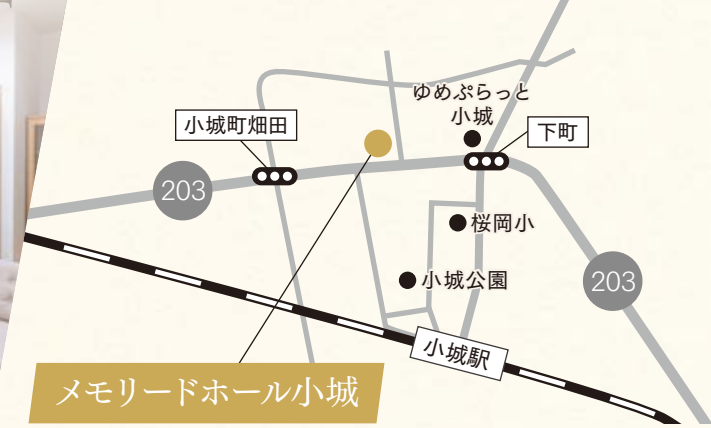 ゆめぷらっと
小城
小城町畑田
下町
203
桜岡小
小城公園
203
小城駅
メモリードホール小城